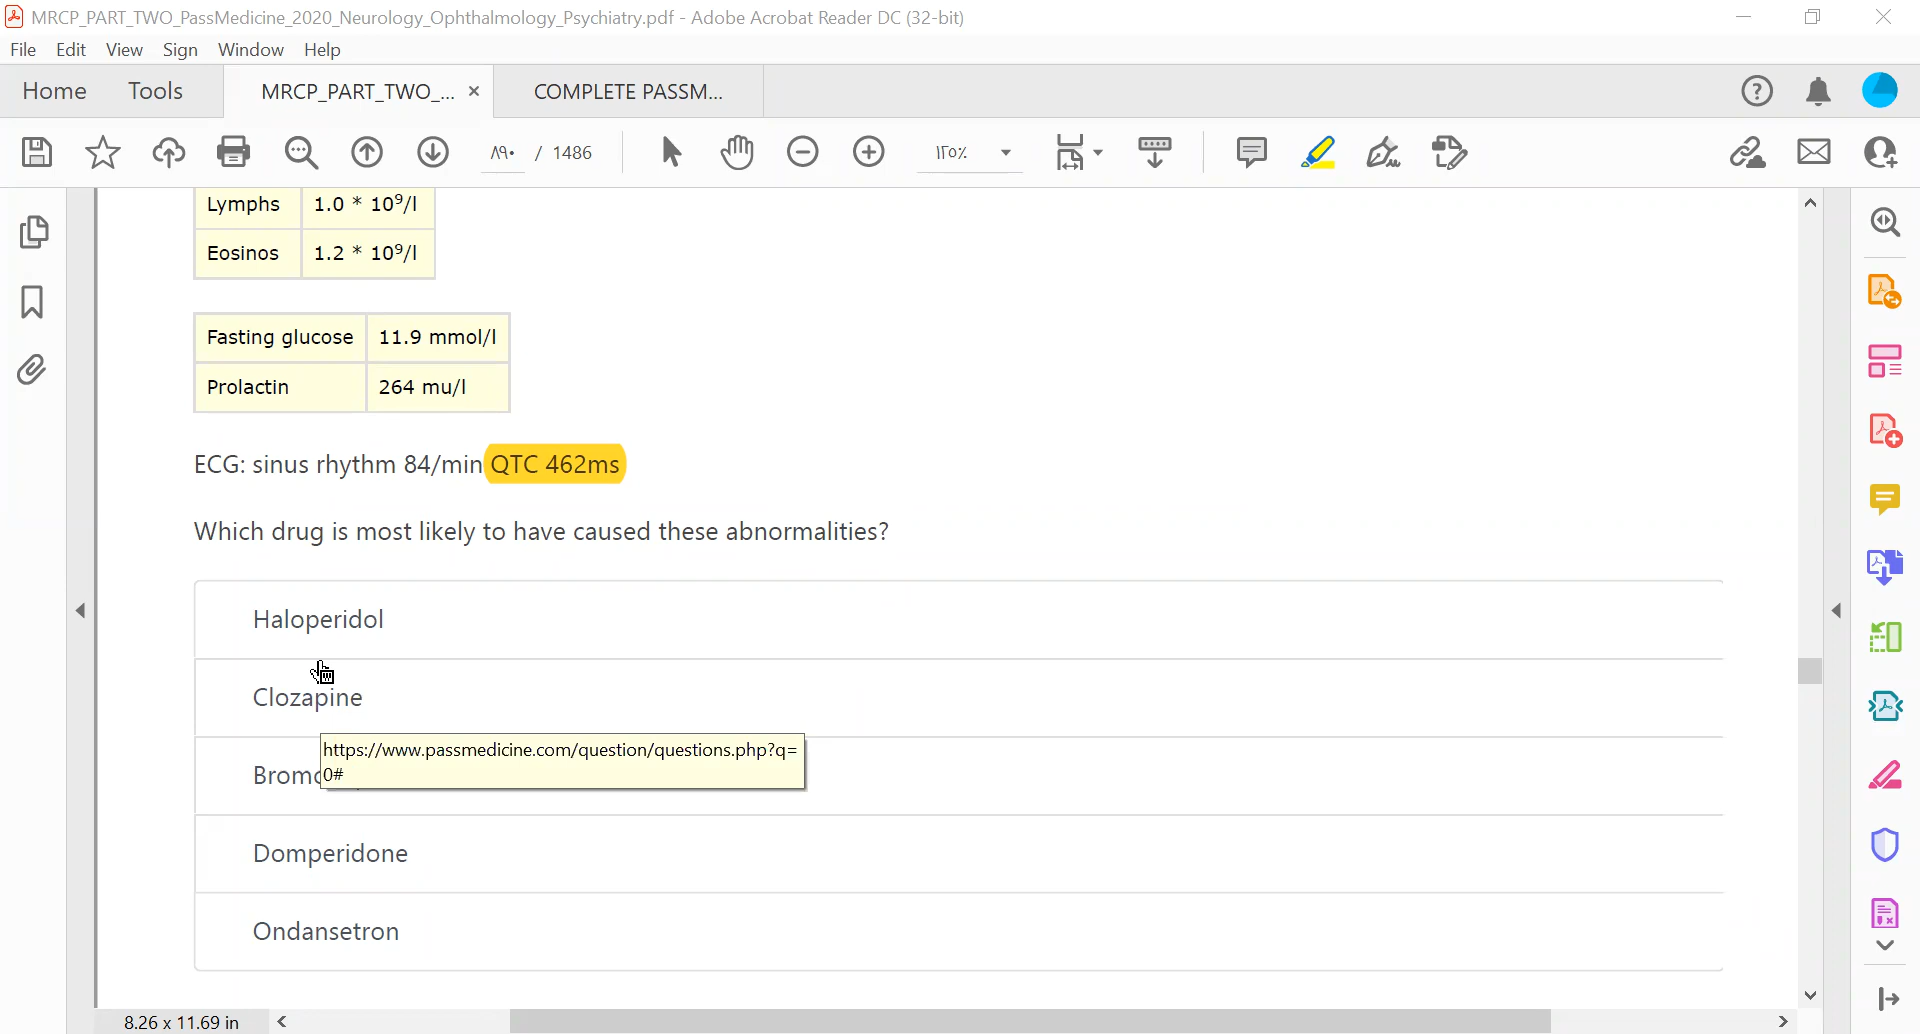 MRCP_PART_TWO_PassMedicine_2020_Neurology_Ophthalmology_Psychiatry.pdf - Adobe Acrobat Reader DC (32-bit)
File Edit View Sign Window Help
Home Tools MRCP_PART_TWO_... × COMPLETE PASSM...
٨٩٠ / 1486 ١٢٥٪
Lymphs 1.0 * 10⁹/l
Eosinos 1.2 * 10⁹/l
Fasting glucose 11.9 mmol/l
Prolactin 264 mu/l
ECG: sinus rhythm 84/min QTC 462ms
Which drug is most likely to have caused these abnormalities?
Haloperidol
Clozapine
https://www.passmedicine.com/question/questions.php?q=
0#
Domperidone
Ondansetron
8.26 x 11.69 in